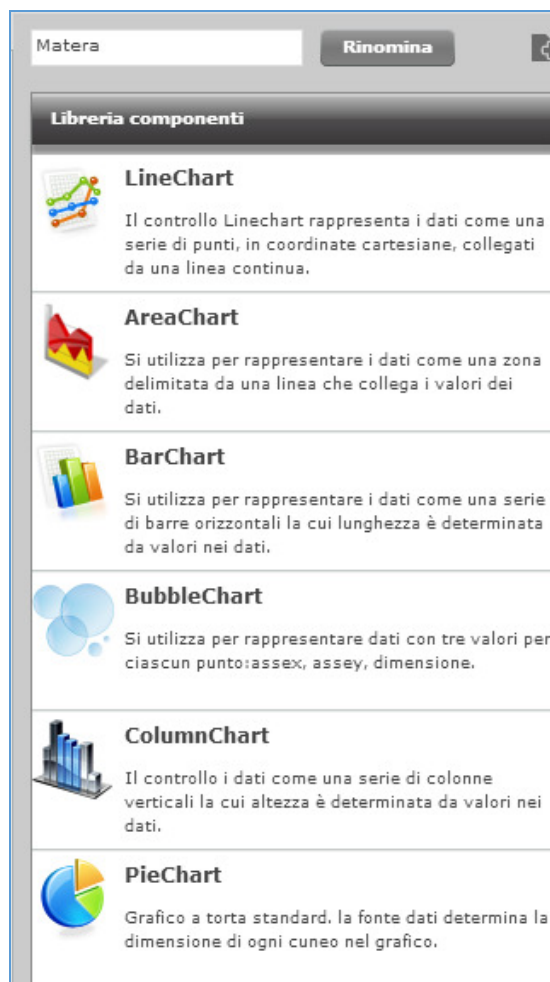 Matera
Rinomina
Libreria componenti
LineChart
Il controllo Linechart rappresenta i dati come una
serie di punti, in coordinate cartesiane, collegati
da una linea continua.
AreaChart
Si utilizza per rappresentare i dati come una zona
delimitata da una linea che collega i valori dei
dati.
BarChart
Si utilizza per rappresentare i dati come una serie
di barre orizzontali la cui lunghezza è determinata
da valori nei dati.
BubbleChart
Si utilizza per rappresentare dati con tre valori per
ciascun punto:assex, assey, dimensione.
ColumnChart
Il controllo i dati come una serie di colonne
verticali la cui altezza è determinata da valori nei
dati.
PieChart
Grafico a torta standard. la fonte dati determina la
dimensione di ogni cuneo nel grafico.